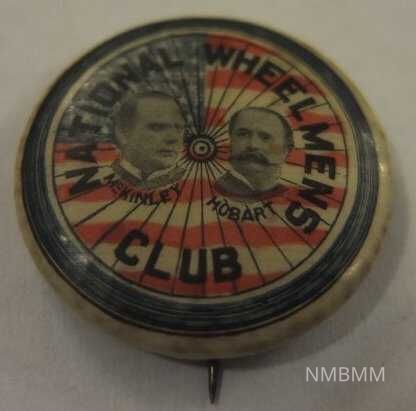 NATIONAL WHEELMENS
McKINLEY
HOBART
CLUB
NMBMM